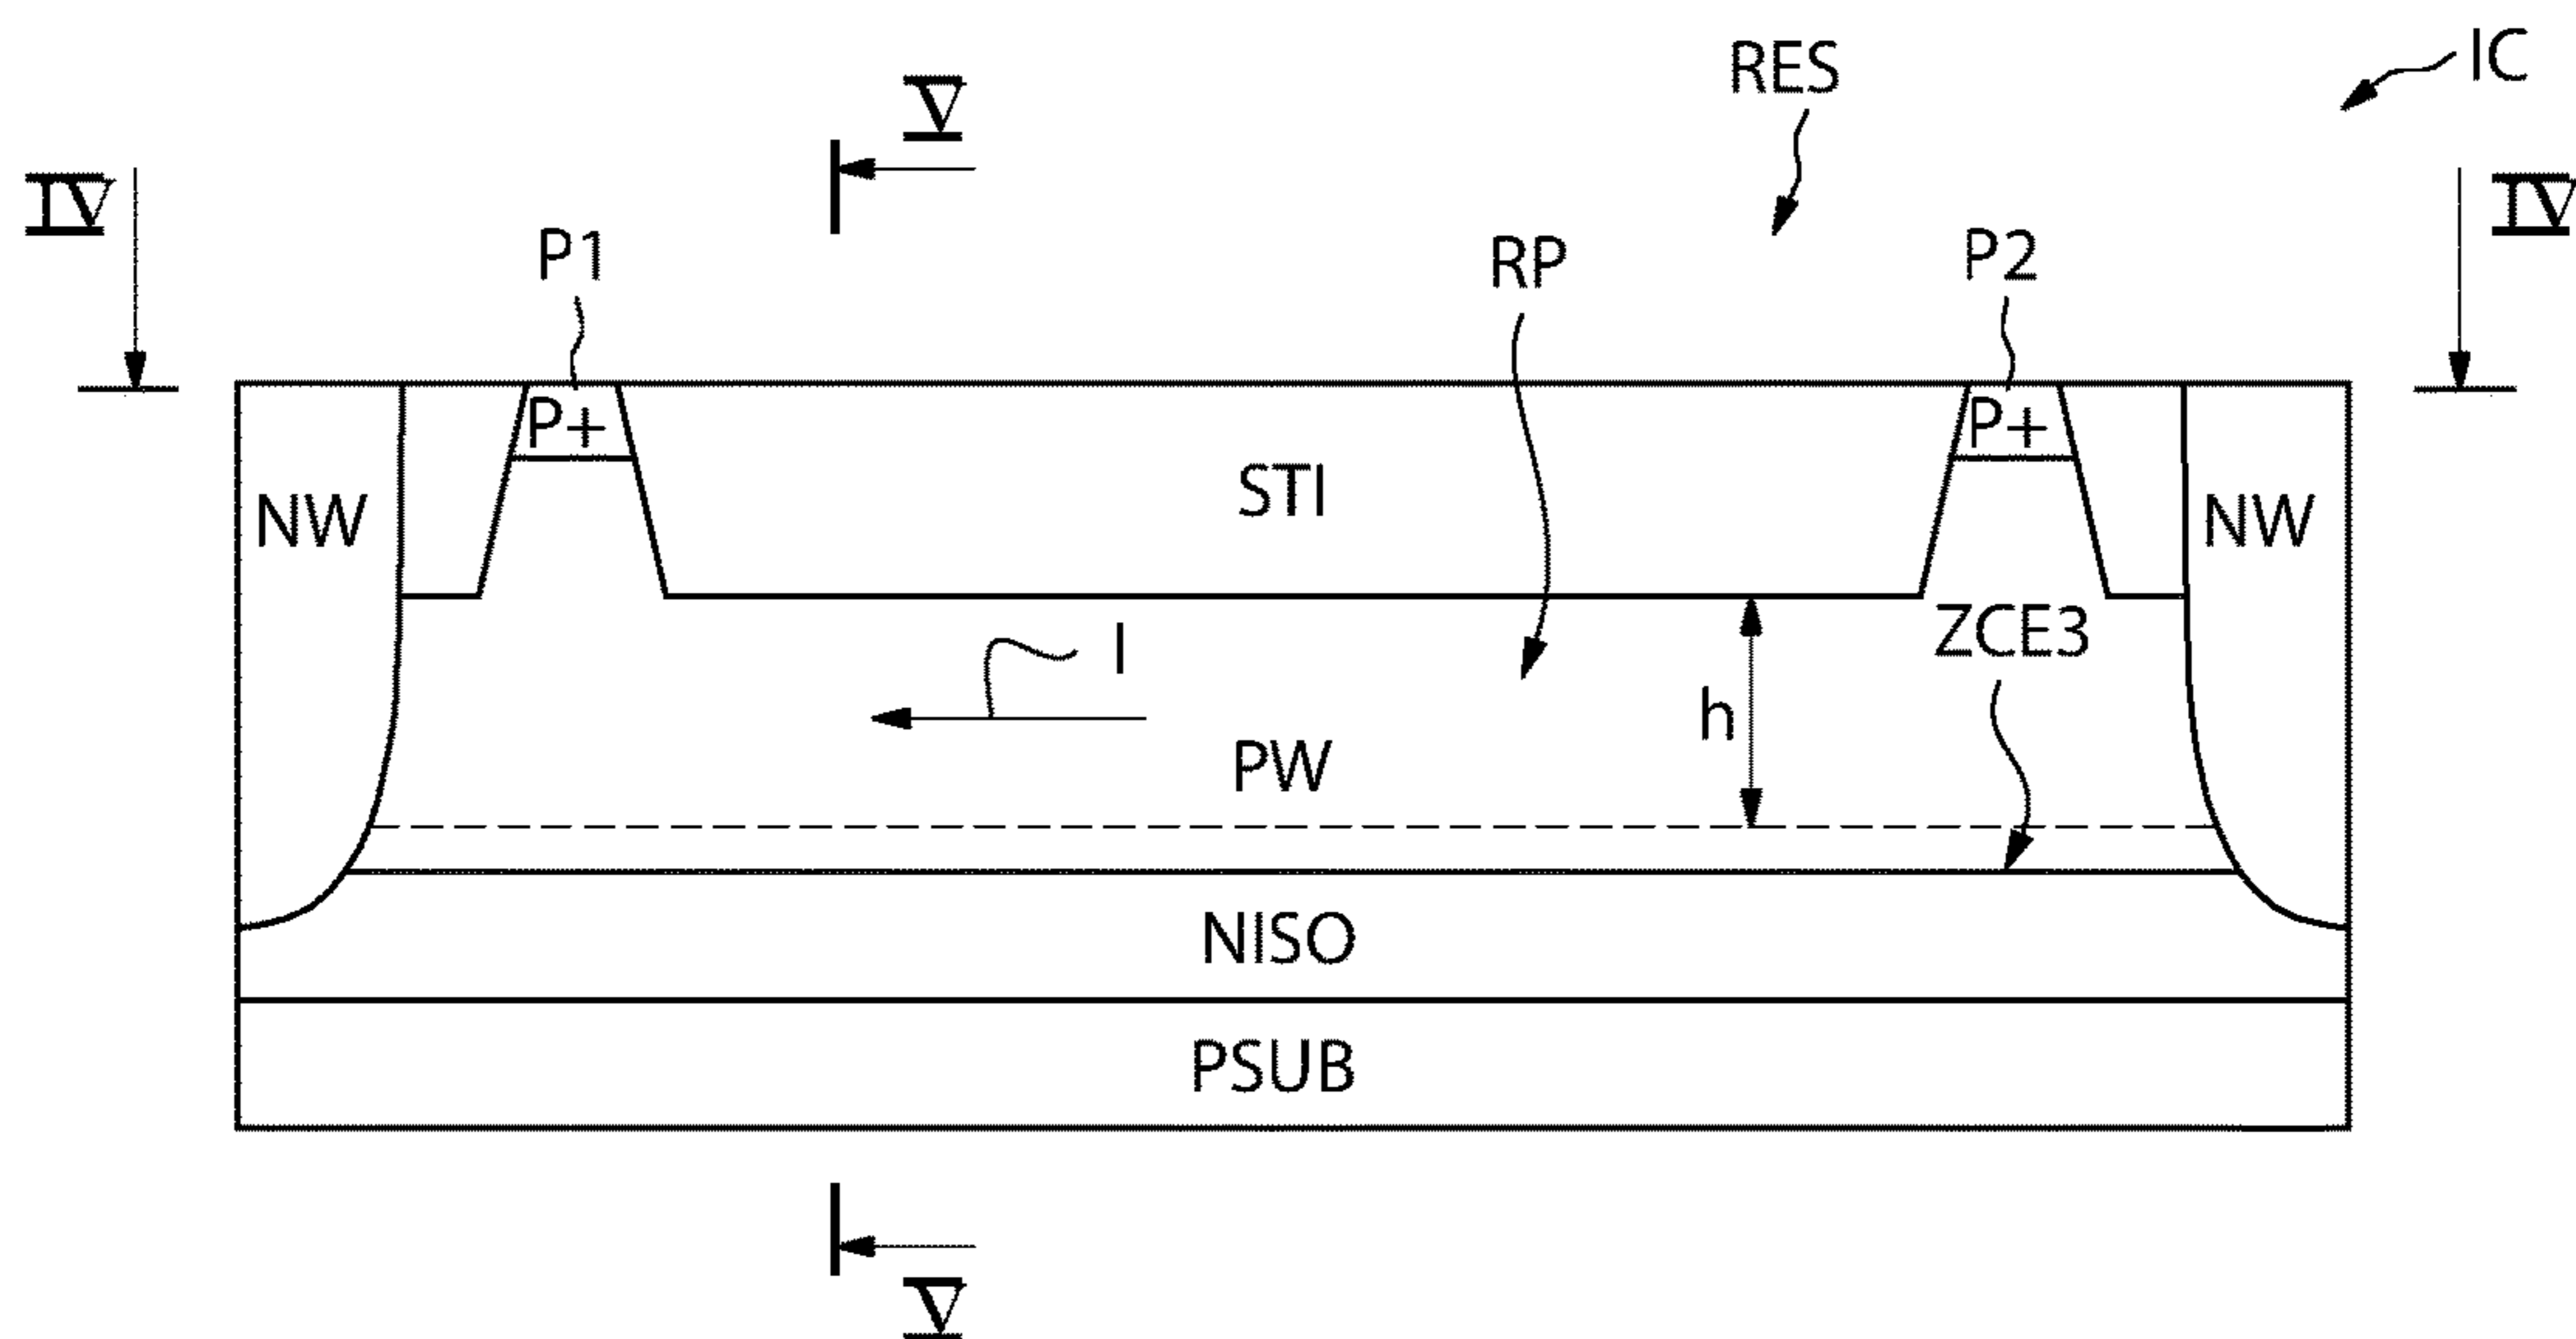 IC
RES
V
IV
IV
P1
RP
P2
P+
P+
NW
STI
NW
ZCE3
I
h
PW
NISO
PSUB
V